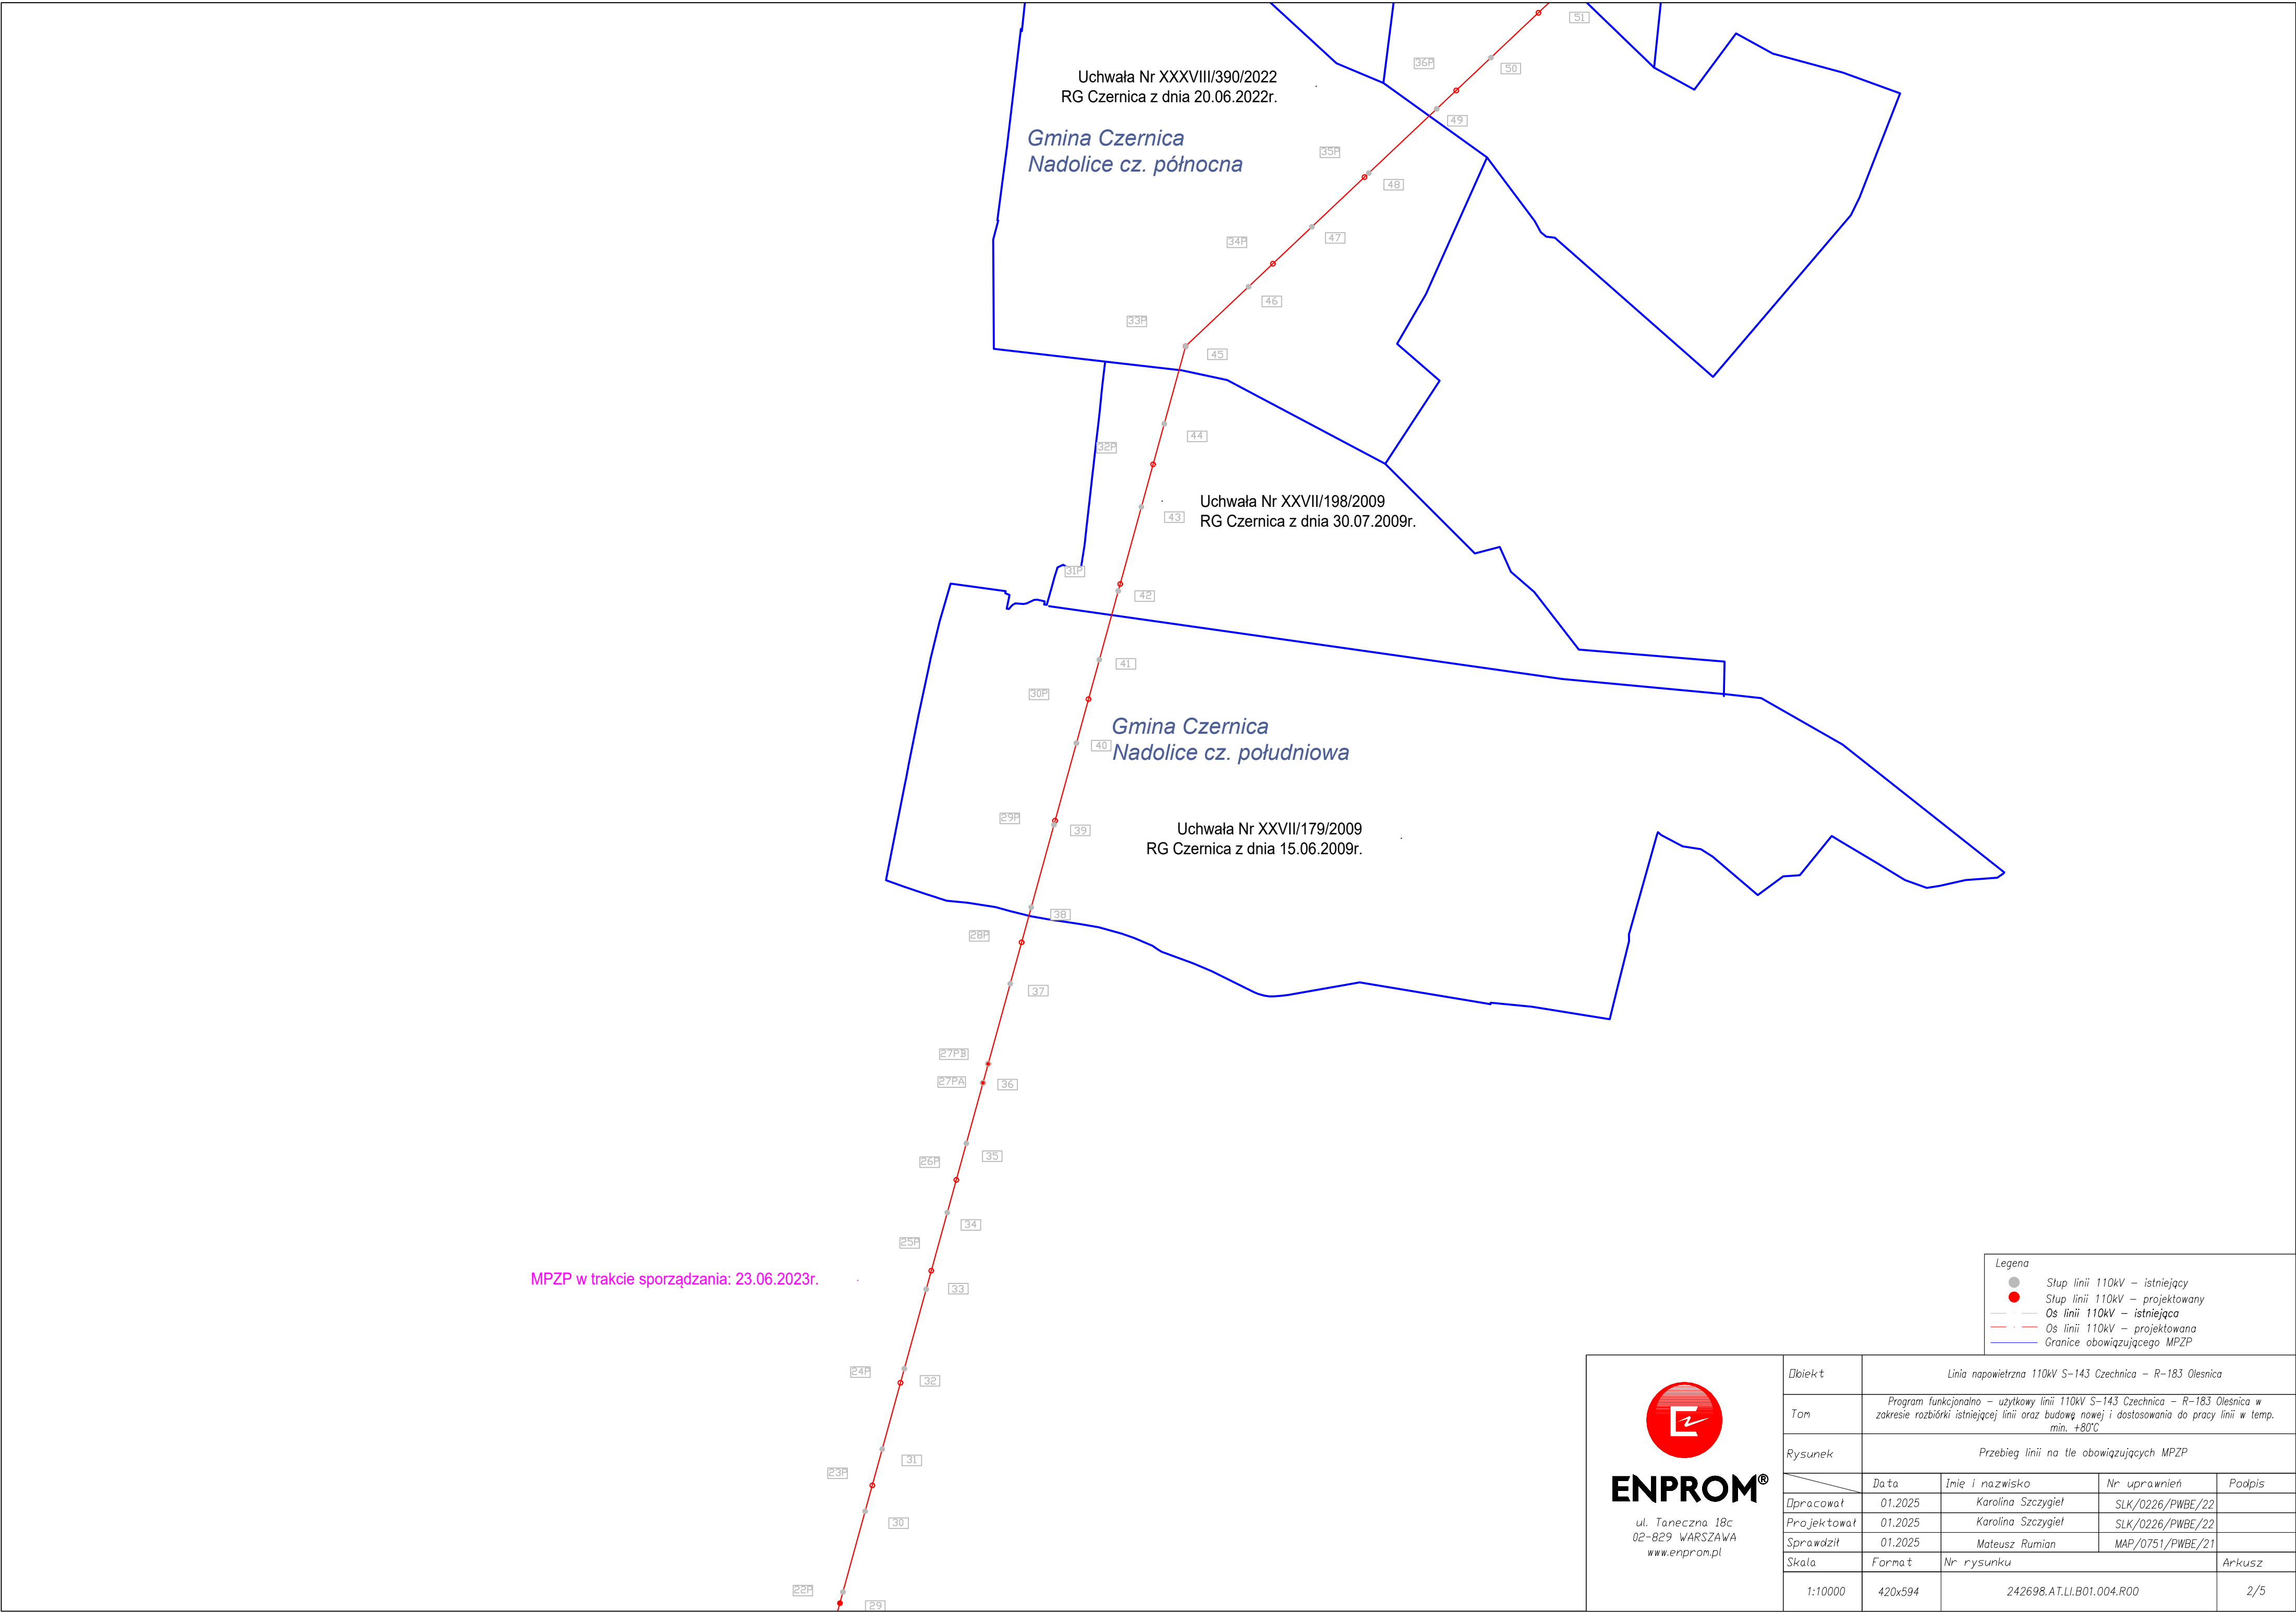 51
36P
50
Uchwała Nr XXXVIII/390/2022
RG Czernica z dnia 20.06.2022r.
49
Gmina Czernica
Nadolice cz. północna
35P
48
34P
47
46
33P
45
44
32P
Uchwała Nr XXVII/198/2009
RG Czernica z dnia 30.07.2009r.
43
31P
42
41
30P
Gmina Czernica
Nadolice cz. południowa
40
29P
39
Uchwała Nr XXVII/179/2009
RG Czernica z dnia 15.06.2009r.
38
28P
37
27PB
27PA
36
35
26P
34
25P
MPZP w trakcie sporządzania: 23.06.2023r.
33
24P
32
31
23P
30
22P
29
Legena
Słup linii 110kV – istniejący
Słup linii 110kV – projektowany
Oś linii 110kV – istniejąca
Oś linii 110kV – projektowana
Granice obowiązującego MPZP
ENPROM®
ul. Taneczna 18c
02-829 WARSZAWA
www.enprom.pl
Obiekt
Linia napowietrzna 110kV S-143 Czechnica – R-183 Olesnica
Tom
Program funkcjonalno – użytkowy linii 110kV S-143 Czechnica – R-183 Oleśnica w
zakresie rozbiórki istniejącej linii oraz budowę nowej i dostosowania do pracy linii w temp.
min. +80°C
Rysunek
Przebieg linii na tle obowiązujących MPZP
Data Imię i nazwisko Nr uprawnień Podpis
Opracował 01.2025 Karolina Szczygieł SLK/0226/PWBE/22
Projektował 01.2025 Karolina Szczygieł SLK/0226/PWBE/22
Sprawdził 01.2025 Mateusz Rumian MAP/0751/PWBE/21
Skala Format Nr rysunku Arkusz
1:10000 420x594 242698.AT.LI.B01.004.R00 2/5